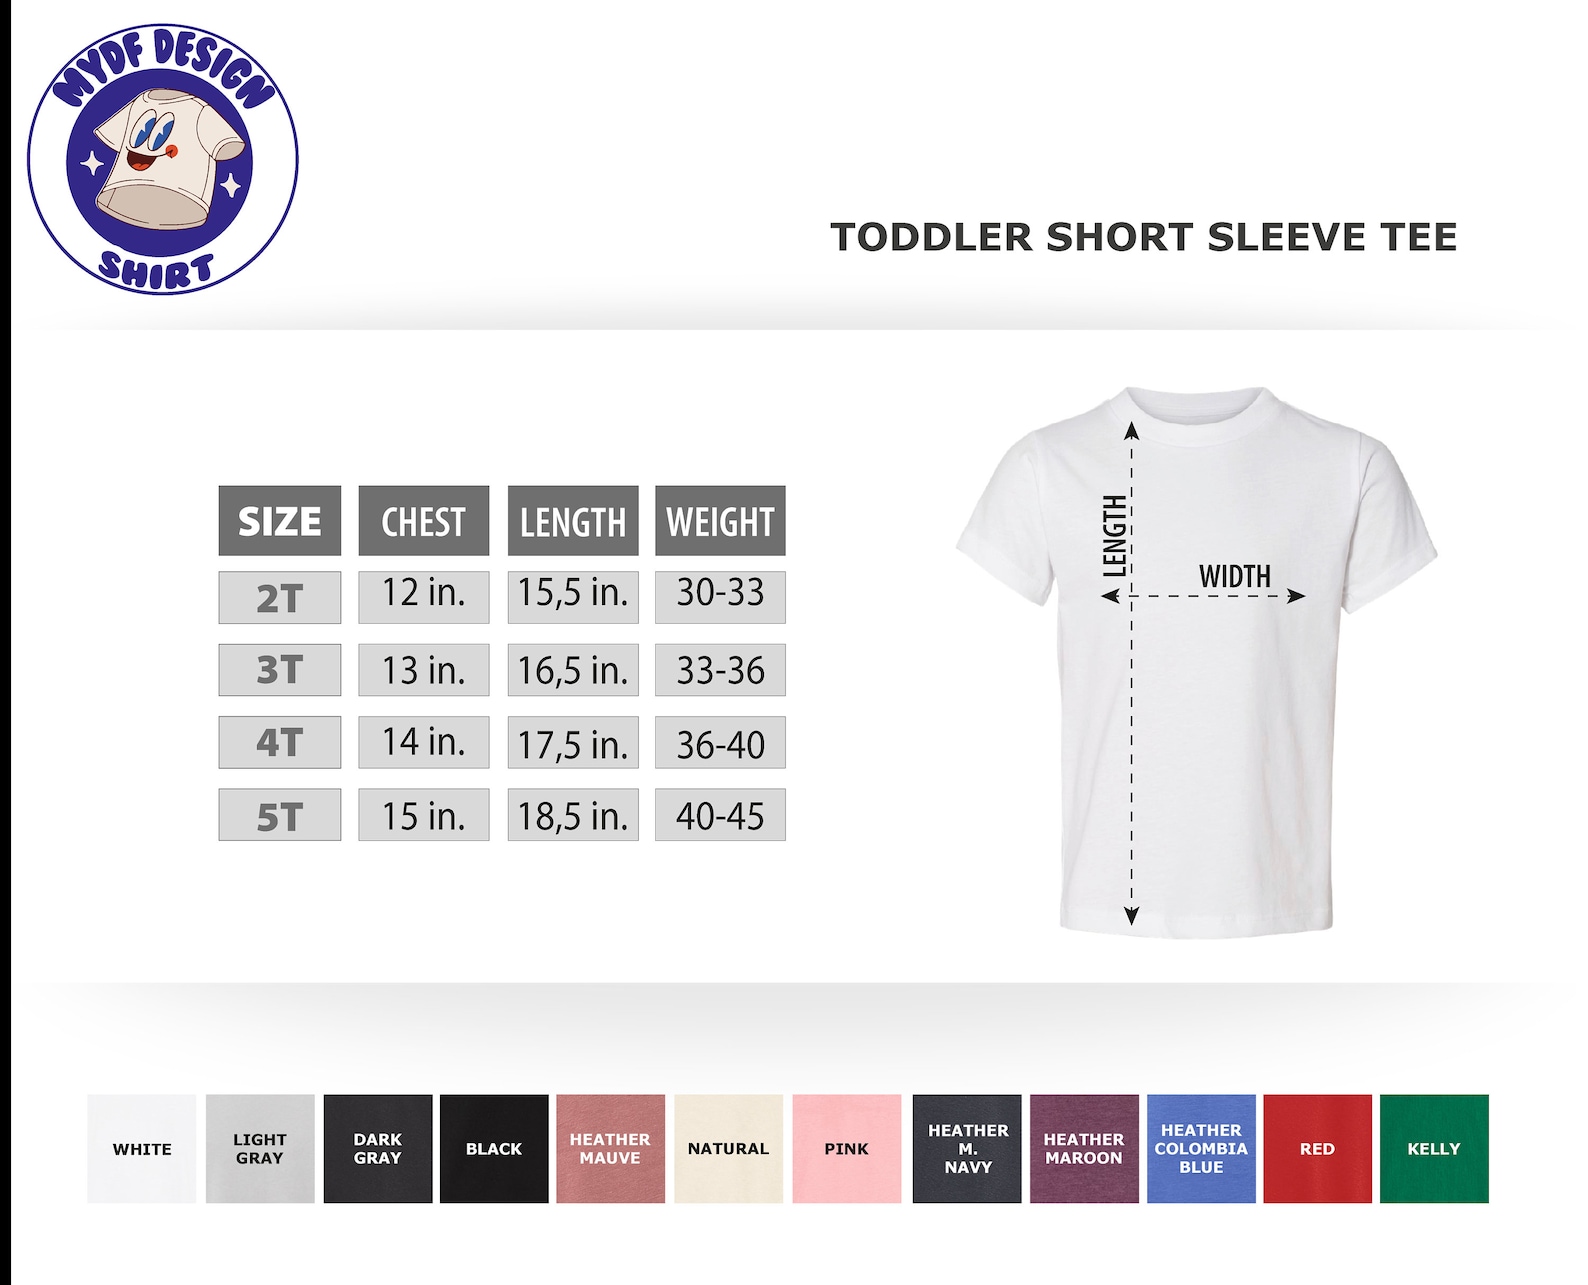 MYDF DESIGN
SHIRT
TODDLER SHORT SLEEVE TEE
SIZE CHEST LENGTH WEIGHT
2T 12 in. 15,5 in. 30-33
3T 13 in. 16,5 in. 33-36
4T 14 in. 17,5 in. 36-40
5T 15 in. 18,5 in. 40-45
LENGTH
WIDTH
WHITE
LIGHT
GRAY
DARK
GRAY
BLACK
HEATHER
MAUVE
NATURAL
PINK
HEATHER
M.
NAVY
HEATHER
MAROON
HEATHER
COLOMBIA
BLUE
RED
KELLY